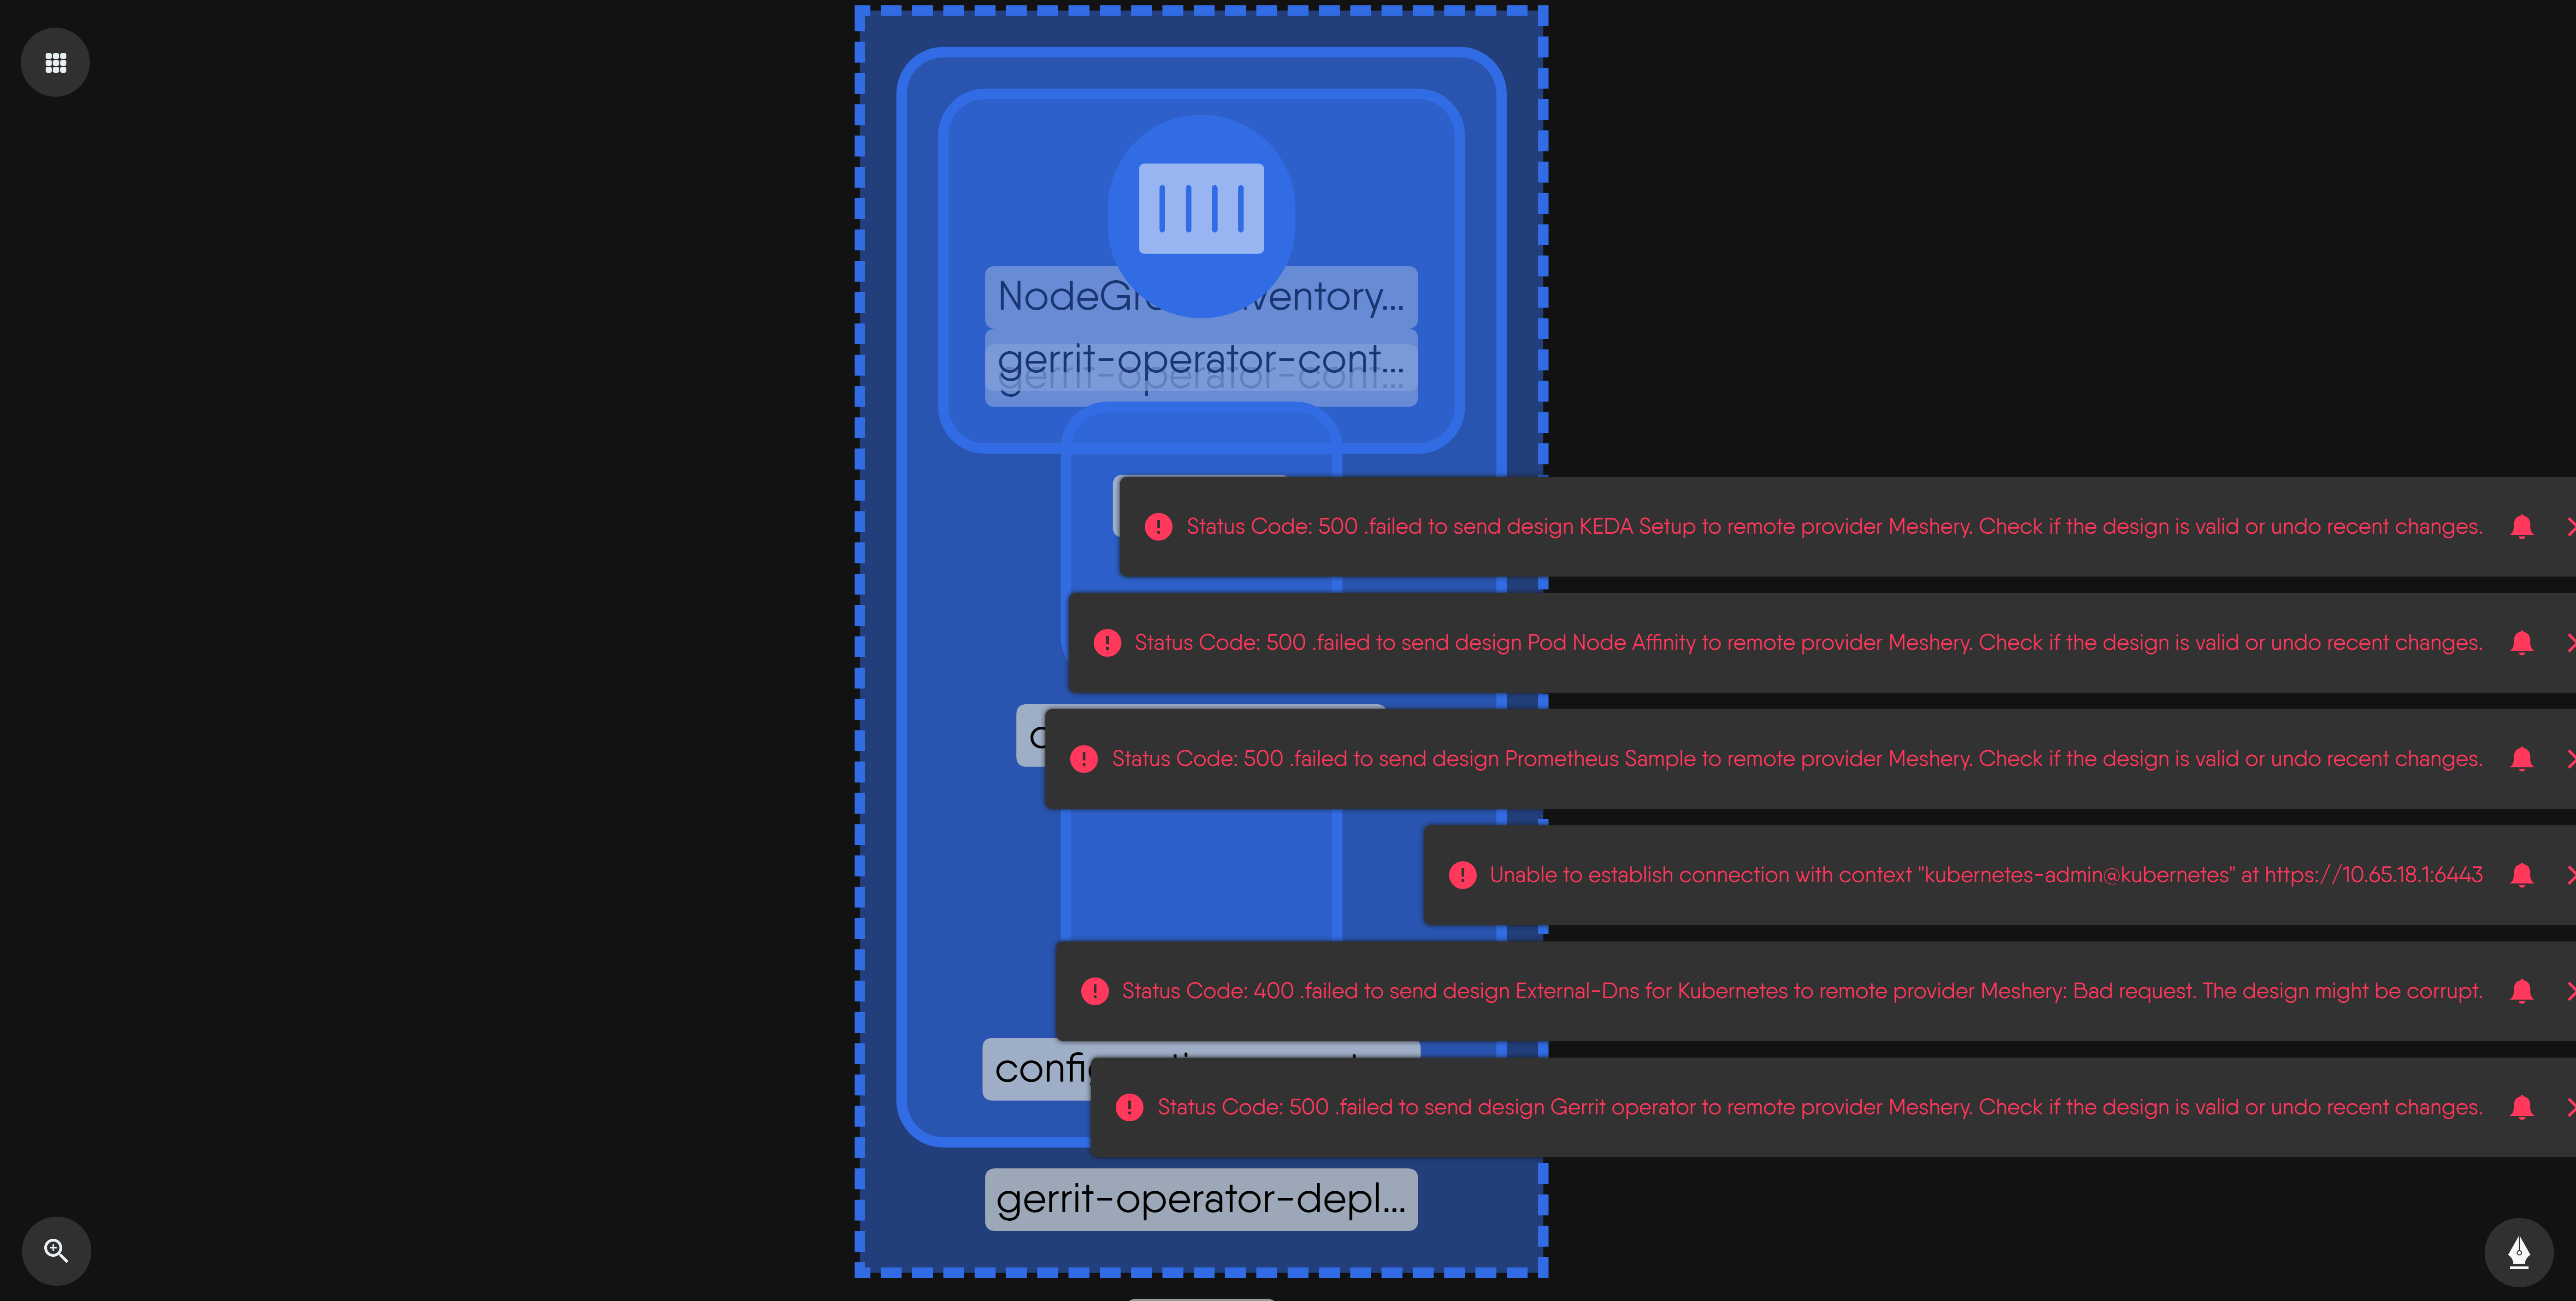 gerrit-operator-cont...
gerrit-operator-cont...
Status Code: 500 .failed to send design KEDA Setup to remote provider Meshery. Check if the design is valid or undo recent changes.
Status Code: 500 .failed to send design Pod Node Affinity to remote provider Meshery. Check if the design is valid or undo recent changes.
Status Code: 500 .failed to send design Prometheus Sample to remote provider Meshery. Check if the design is valid or undo recent changes.
Unable to establish connection with context "kubernetes-admin@kubernetes" at https://10.65.18.1:6443
Status Code: 400 .failed to send design External-Dns for Kubernetes to remote provider Meshery: Bad request. The design might be corrupt.
Status Code: 500 .failed to send design Gerrit operator to remote provider Meshery. Check if the design is valid or undo recent changes.
gerrit-operator-depl...